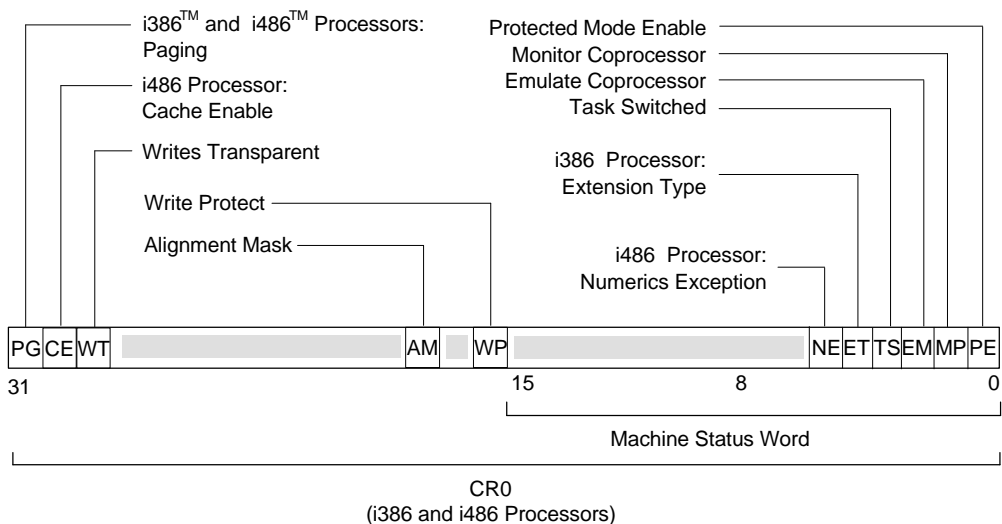 i386™ and i486™ Processors:
Paging
i486 Processor:
Cache Enable
Writes Transparent
Write Protect
Alignment Mask
Protected Mode Enable
Monitor Coprocessor
Emulate Coprocessor
Task Switched
i386 Processor:
Extension Type
i486 Processor:
Numerics Exception
PG CE WT AM WP NE ET TS EM MP PE
31 15 8 0
Machine Status Word
CR0
(i386 and i486 Processors)